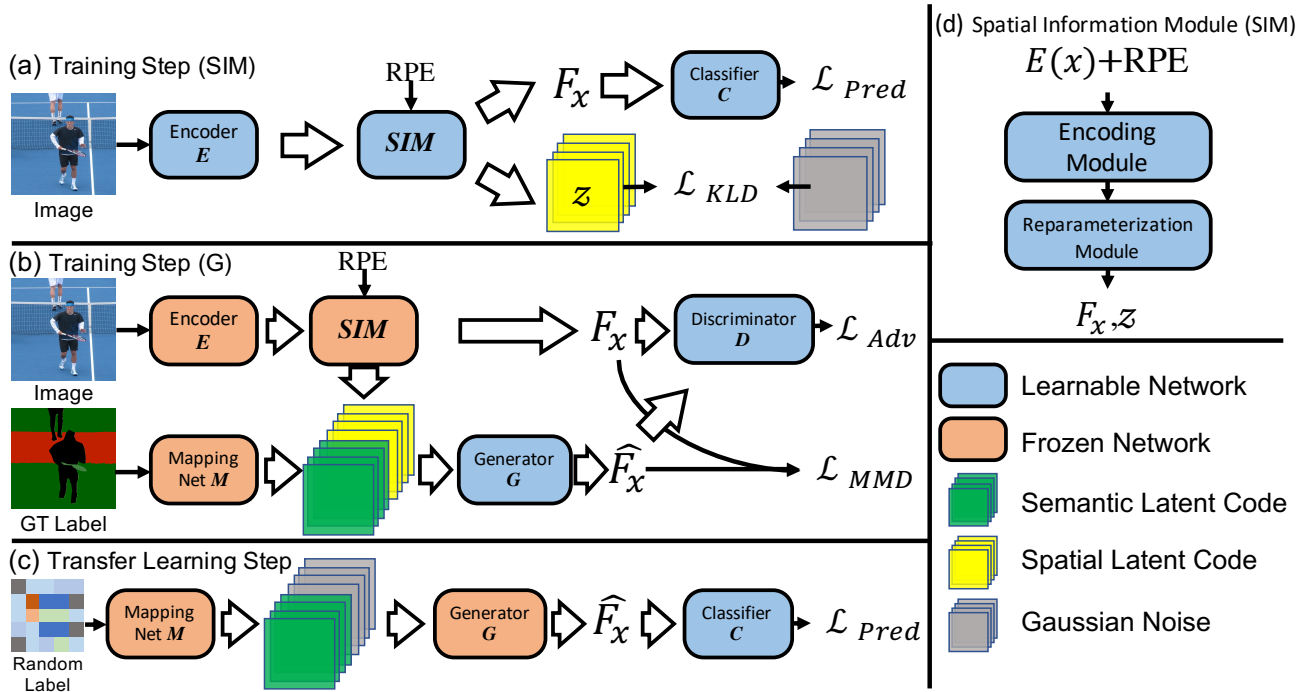 (a) Training Step (SIM)
RPE
Image
Encoder
E
SIM
F_x
Classifier
C
ℒ Pred
z
ℒ KLD
(b) Training Step (G)
RPE
Image
Encoder
E
SIM
F_x
Discriminator
D
ℒ Adv
GT Label
Mapping
Net M
Generator
G
F̂_x
ℒ MMD
(c) Transfer Learning Step
Random
Label
Mapping
Net M
Generator
G
F̂_x
Classifier
C
ℒ Pred
(d) Spatial Information Module (SIM)
E(x)+RPE
Encoding
Module
Reparameterization
Module
F_x,z
Learnable Network
Frozen Network
Semantic Latent Code
Spatial Latent Code
Gaussian Noise